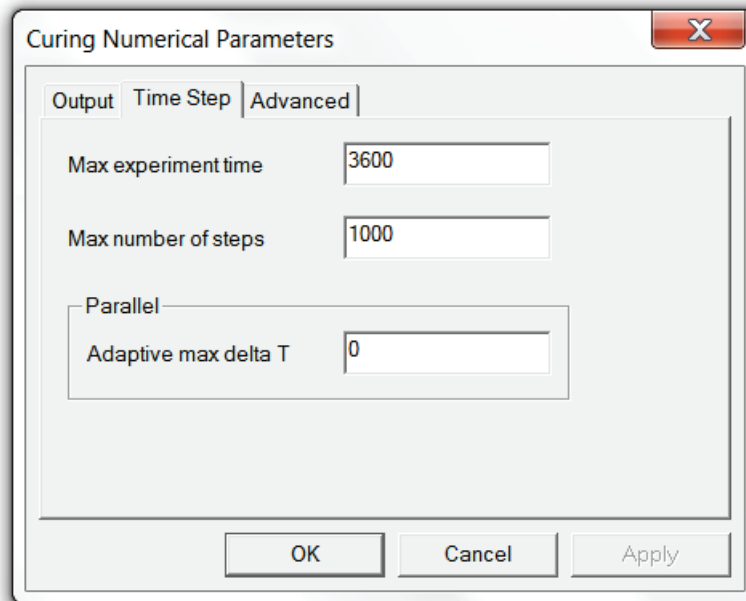 Curing Numerical Parameters
Output Time Step Advanced
Max experiment time 3600
Max number of steps 1000
Parallel
Adaptive max delta T 0
OK Cancel Apply